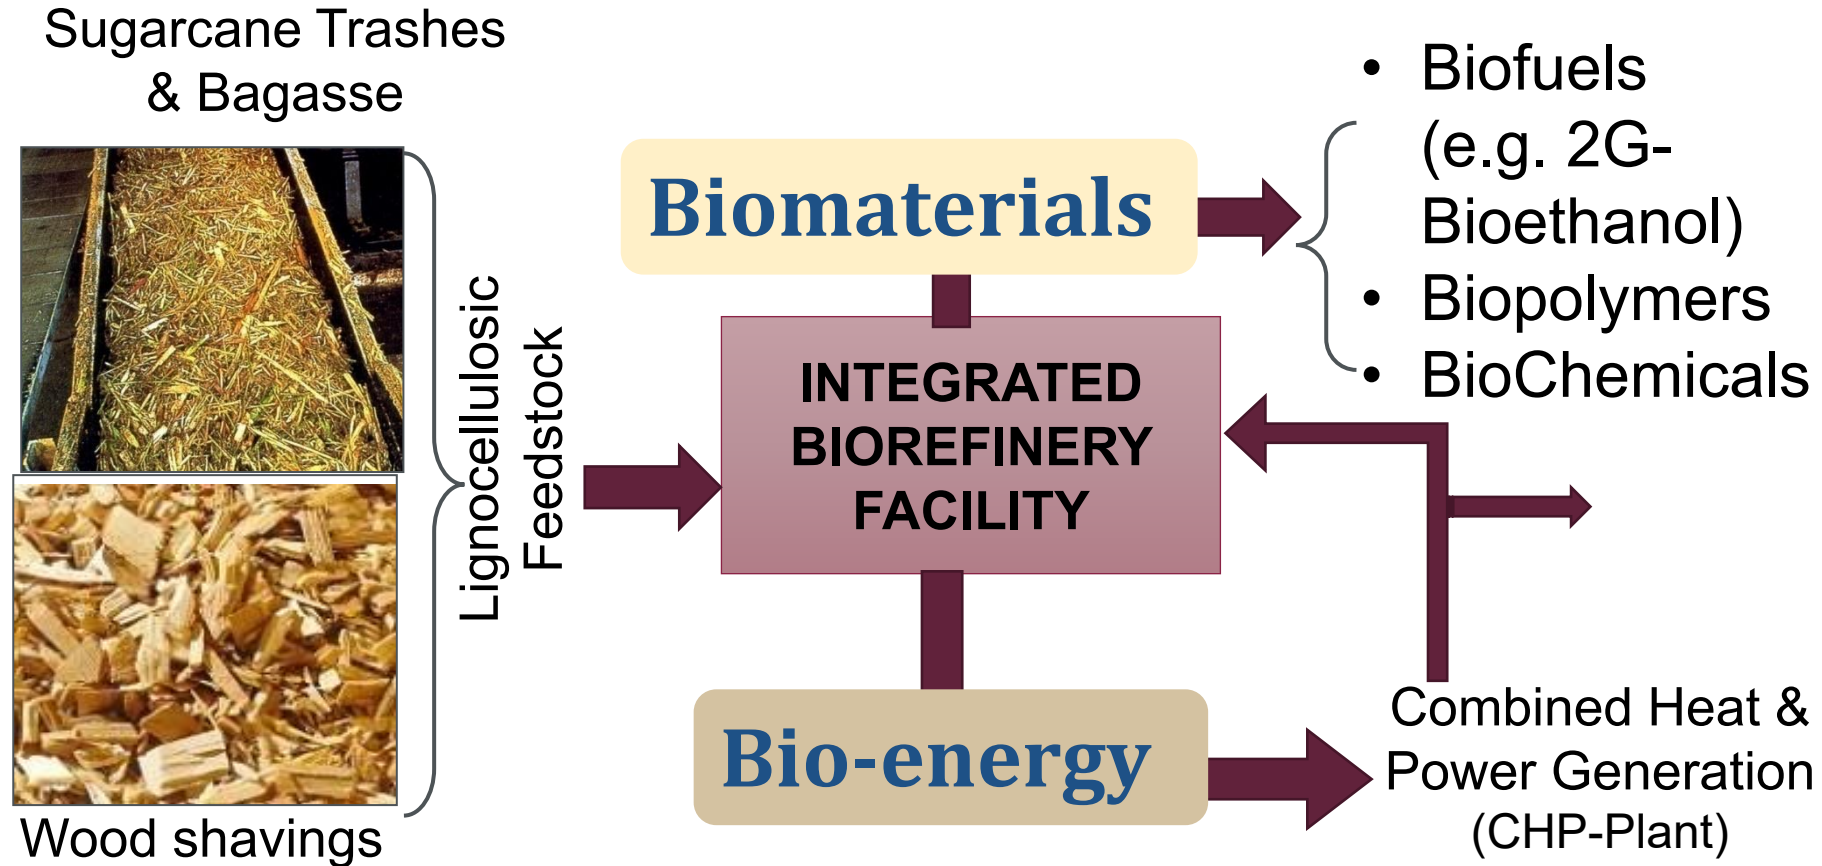 Sugarcane Trashes
& Bagasse
Wood shavings
Lignocellulosic
Feedstock
Biomaterials
INTEGRATED
BIOREFINERY
FACILITY
Bio-energy
• Biofuels
(e.g. 2G-
Bioethanol)
• Biopolymers
• BioChemicals
Combined Heat &
Power Generation
(CHP-Plant)